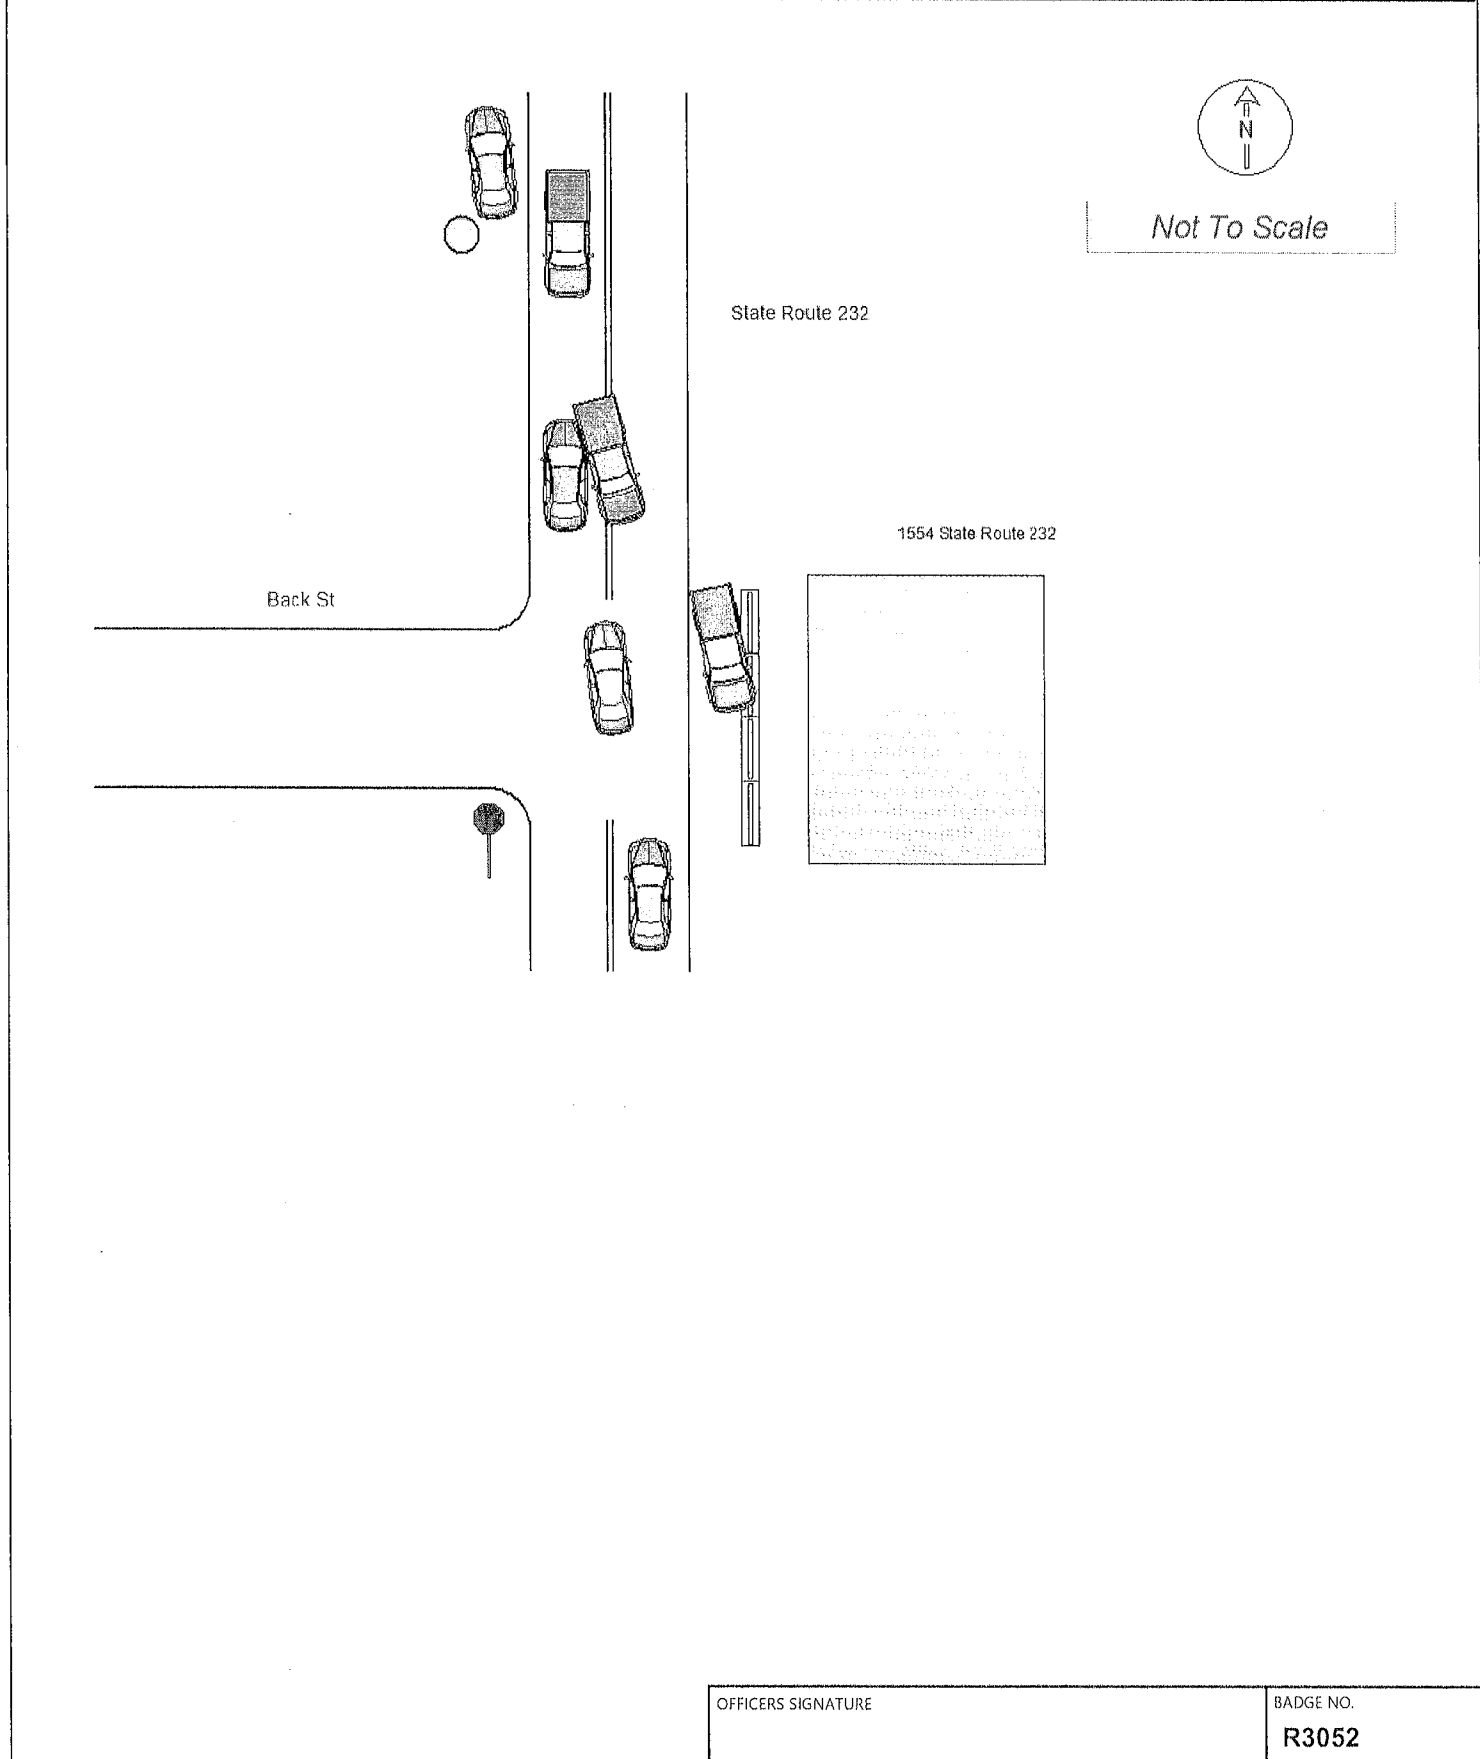 N
Not To Scale
State Route 232
1554 State Route 232
Back St
OFFICERS SIGNATURE
BADGE NO.
R3052